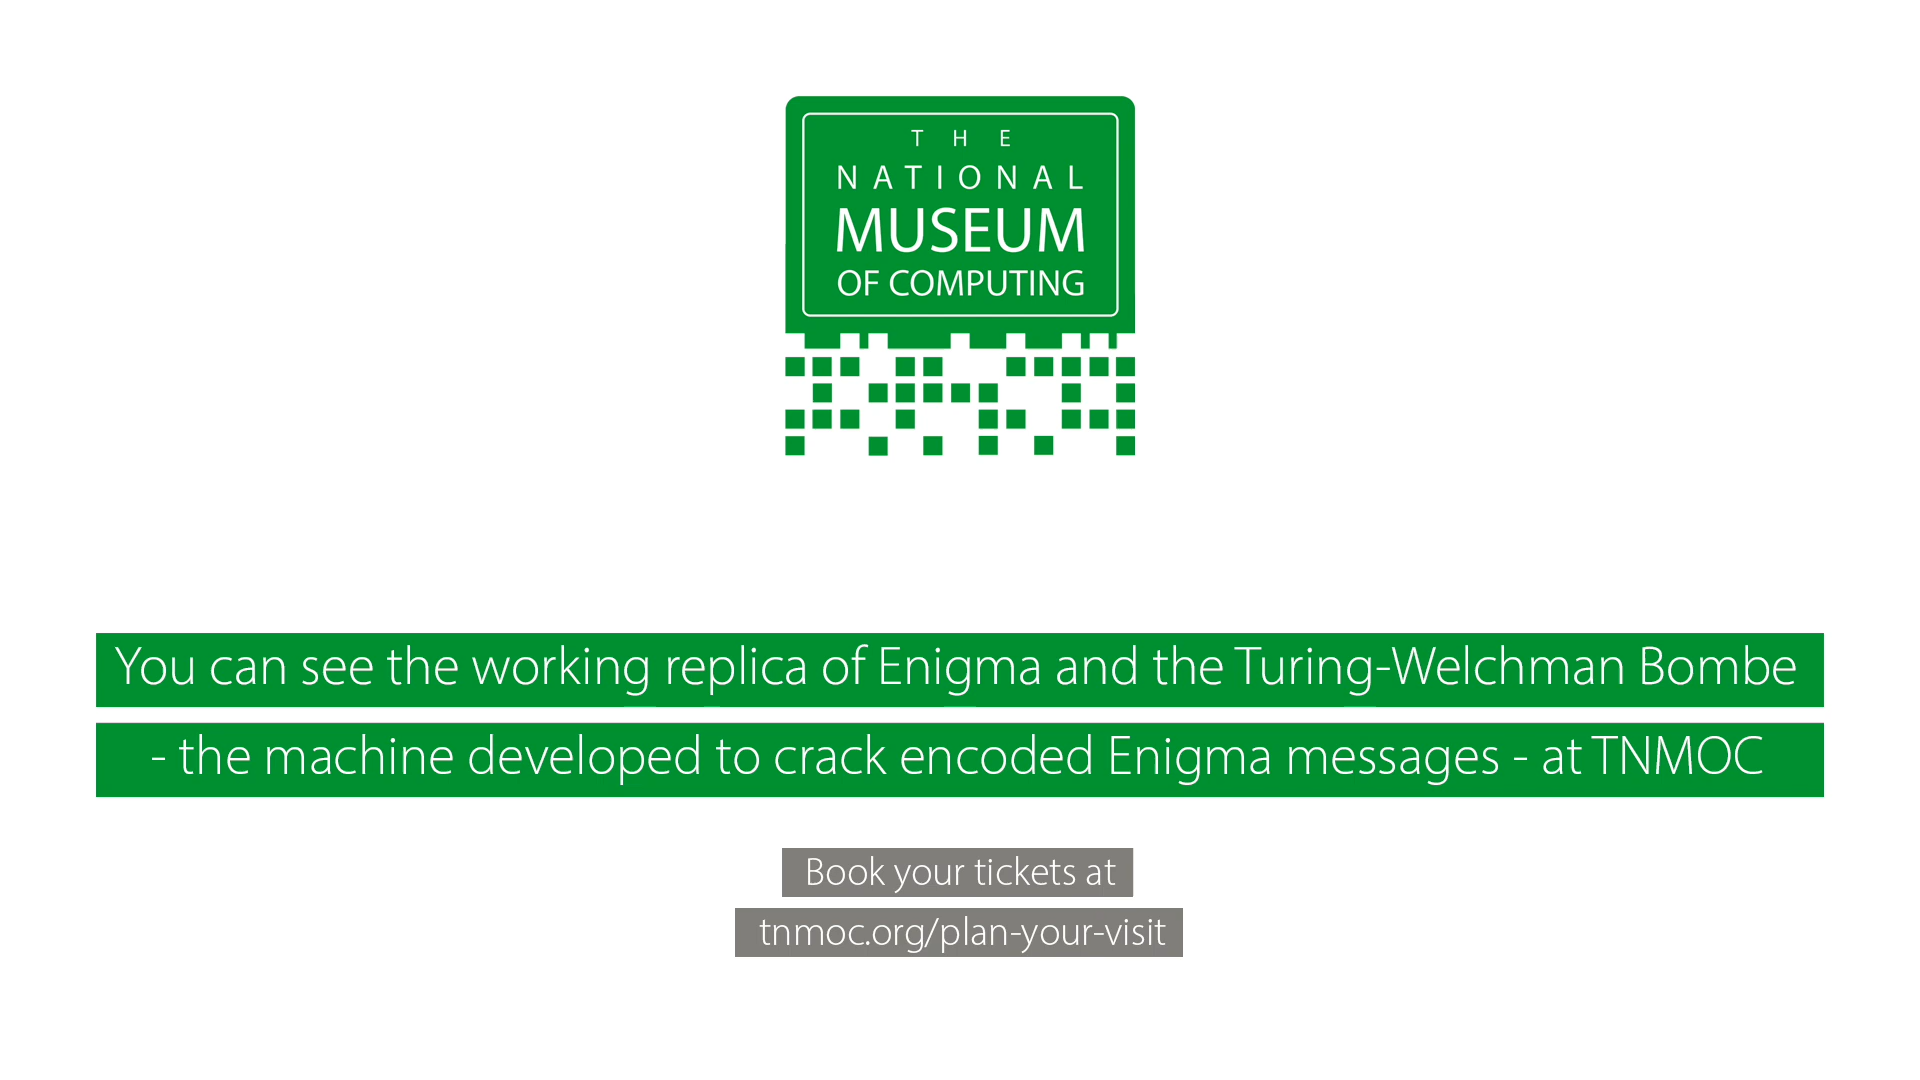 THE
NATIONAL
MUSEUM
OF COMPUTING
You can see the working replica of Enigma and the Turing-Welchman Bombe
- the machine developed to crack encoded Enigma messages - at TNMOC
Book your tickets at
tnmoc.org/plan-your-visit